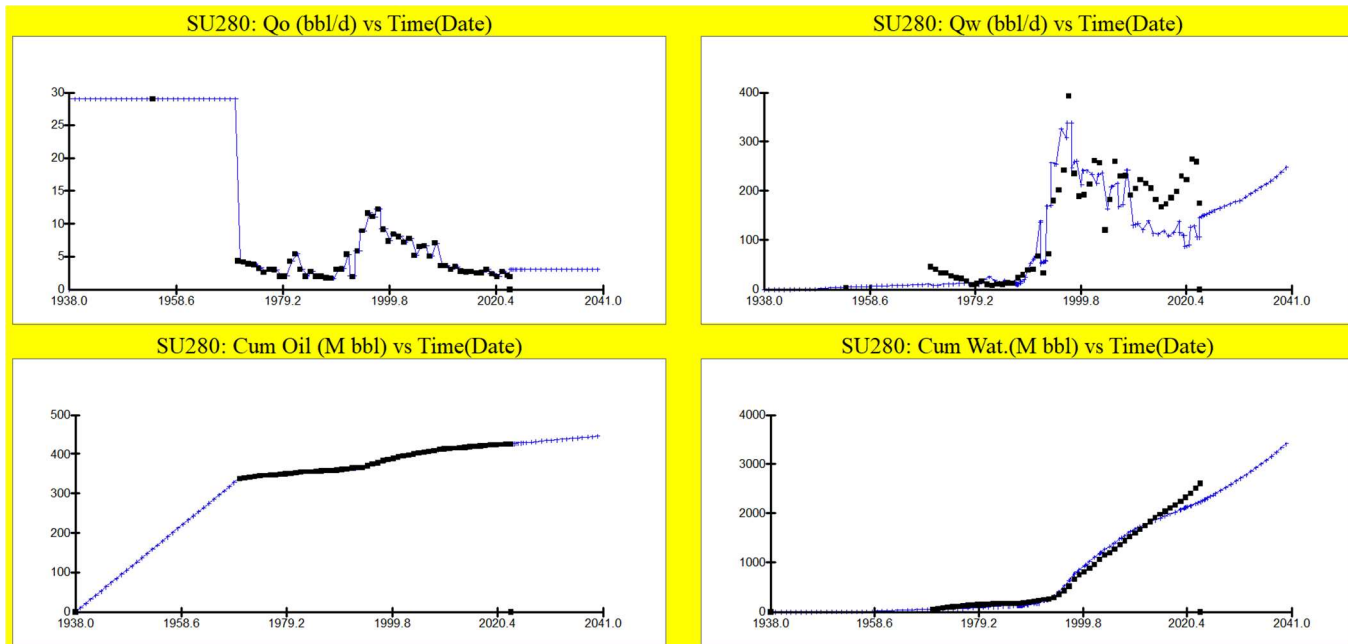 SU280: Qo (bbl/d) vs Time(Date)
30
25
20
15
10
5
0
1938.0 1958.6 1979.2 1999.8 2020.4 2041.0
SU280: Qw (bbl/d) vs Time(Date)
400
300
200
100
0
1938.0 1958.6 1979.2 1999.8 2020.4 2041.0
SU280: Cum Oil (M bbl) vs Time(Date)
500
400
300
200
100
0
1938.0 1958.6 1979.2 1999.8 2020.4 2041.0
SU280: Cum Wat.(M bbl) vs Time(Date)
4000
3000
2000
1000
0
1938.0 1958.6 1979.2 1999.8 2020.4 2041.0